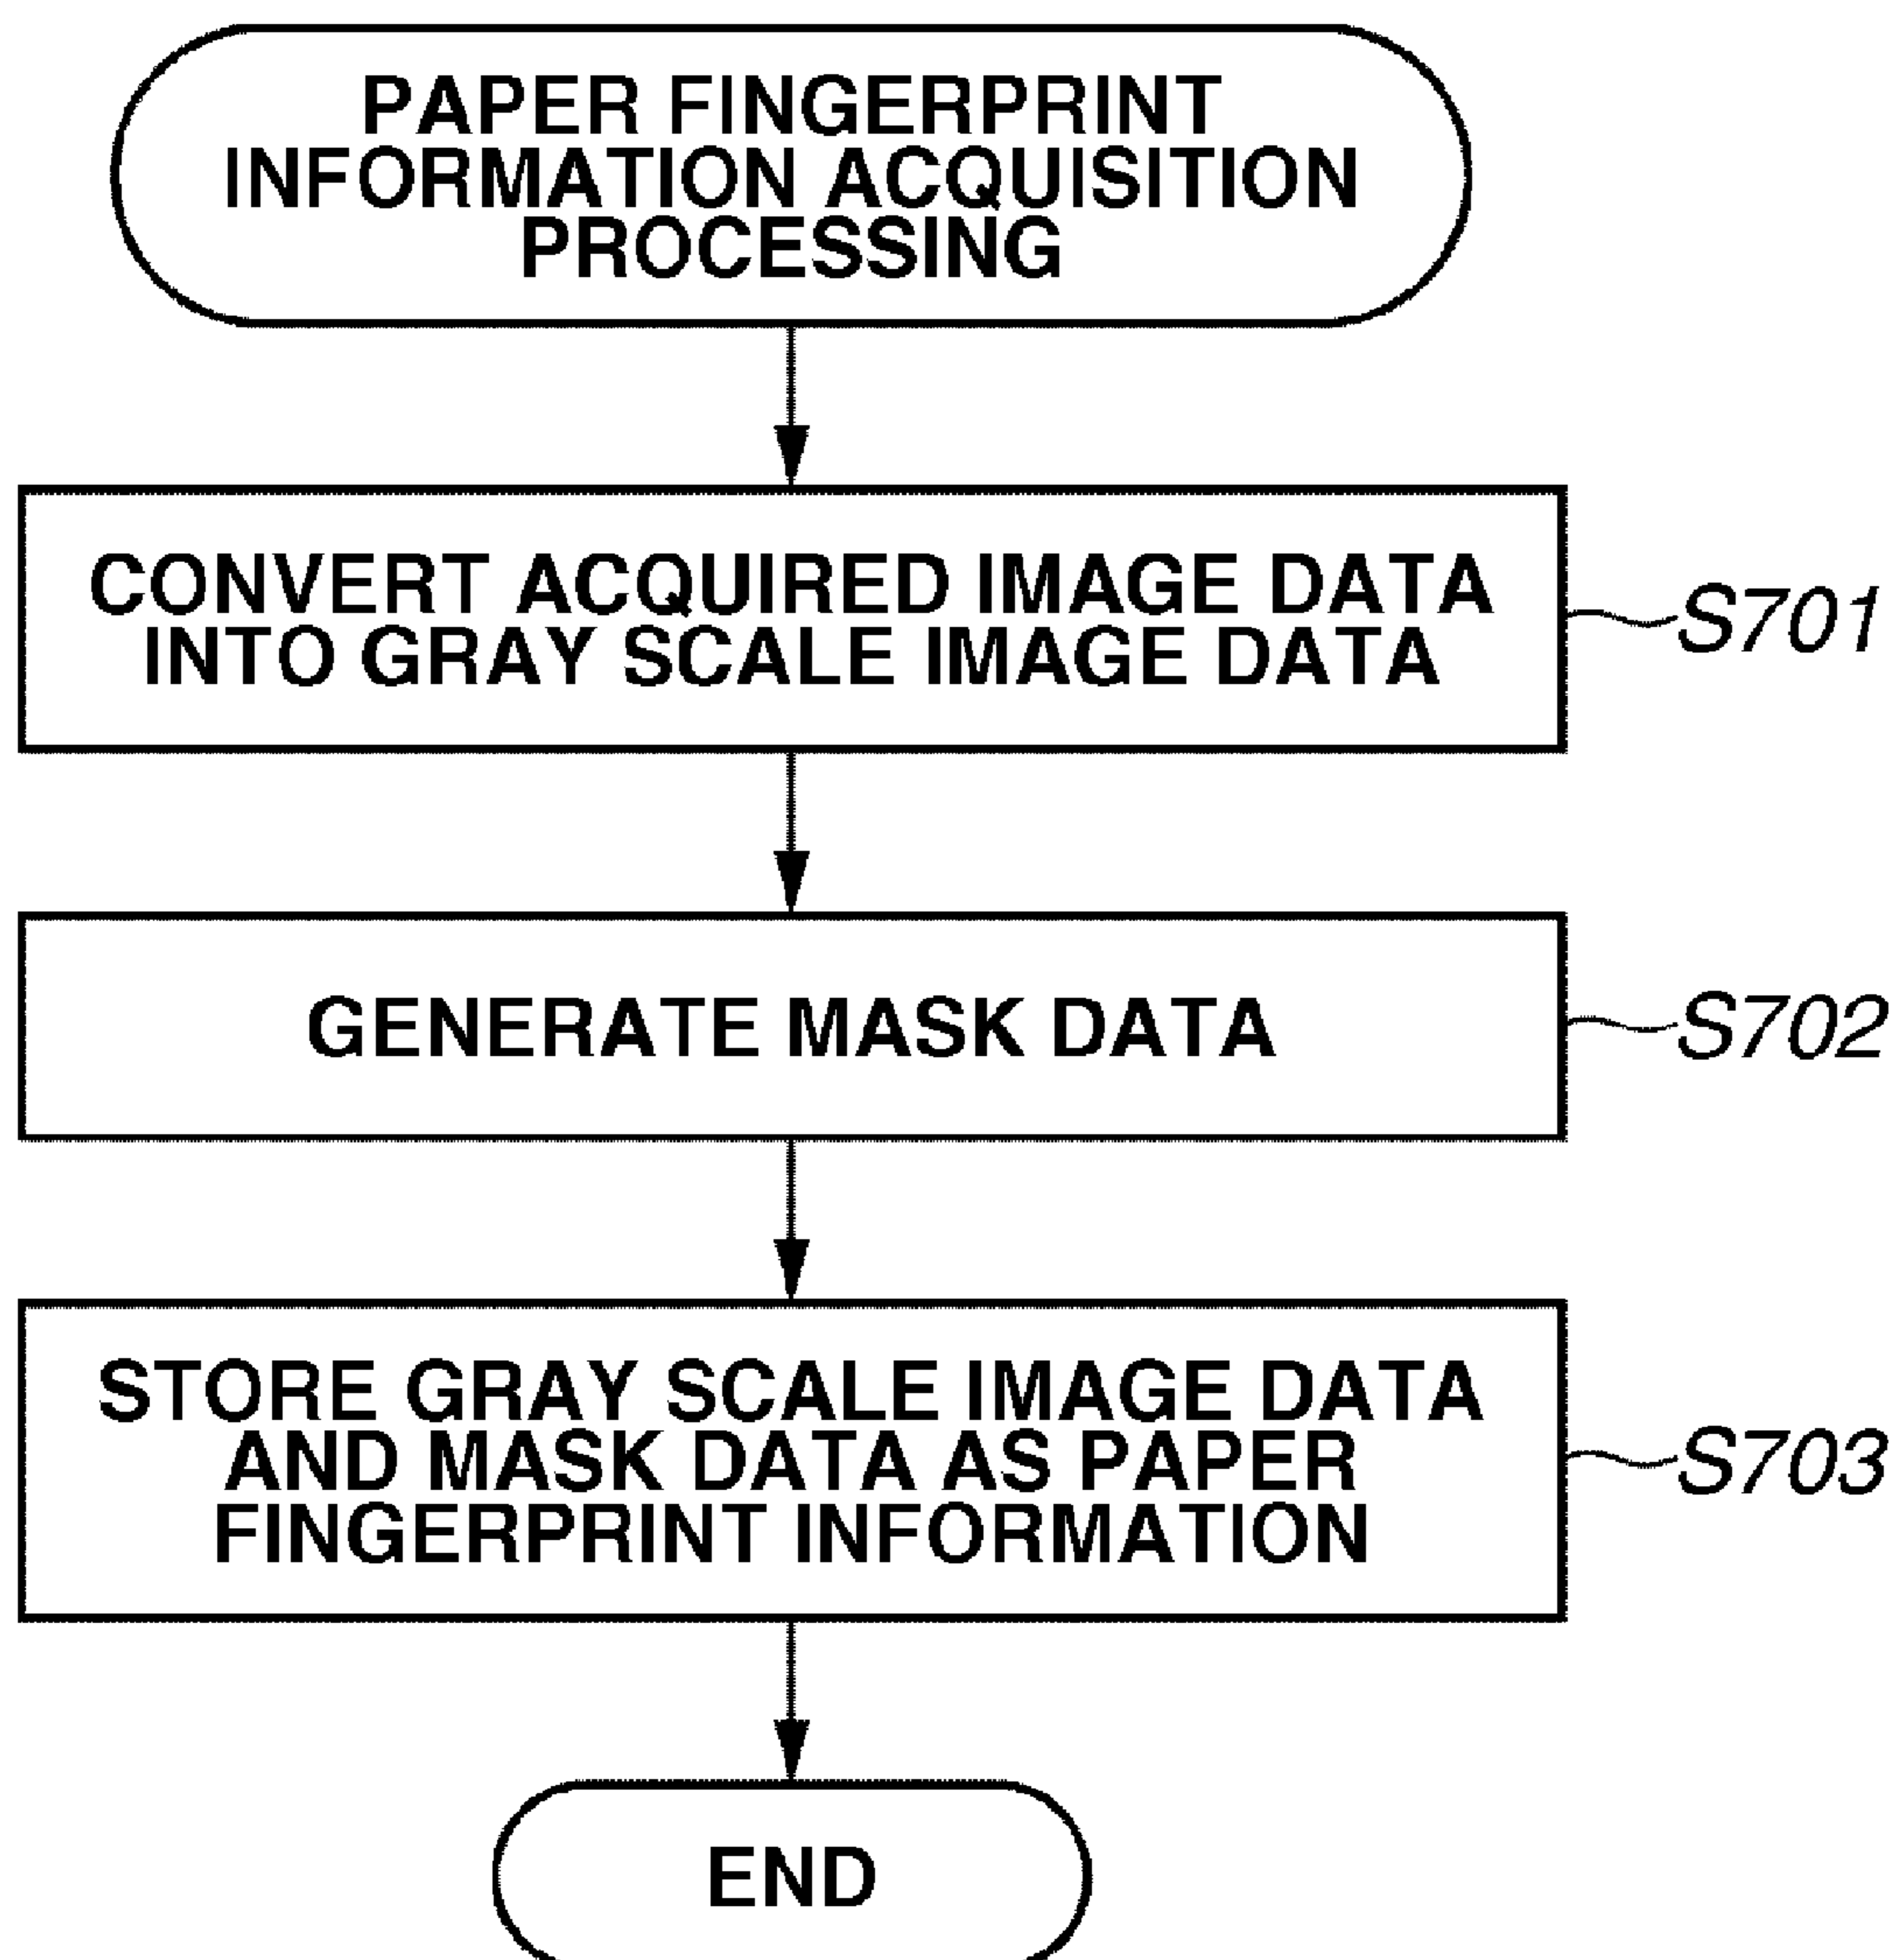 PAPER FINGERPRINT
INFORMATION ACQUISITION
PROCESSING
CONVERT ACQUIRED IMAGE DATA
INTO GRAY SCALE IMAGE DATA
S701
GENERATE MASK DATA
S702
STORE GRAY SCALE IMAGE DATA
AND MASK DATA AS PAPER
FINGERPRINT INFORMATION
S703
END